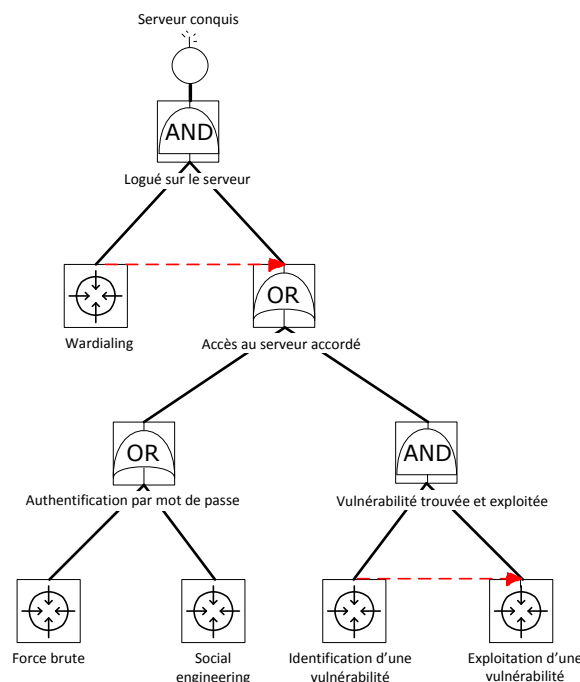 Serveur conquis
AND
Logué sur le serveur
OR
Wardialing
Accès au serveur accordé
OR
AND
Authentification par mot de passe
Vulnérabilité trouvée et exploitée
Force brute
Social
engineering
Identification d’une
vulnérabilité
Exploitation d’une
vulnérabilité